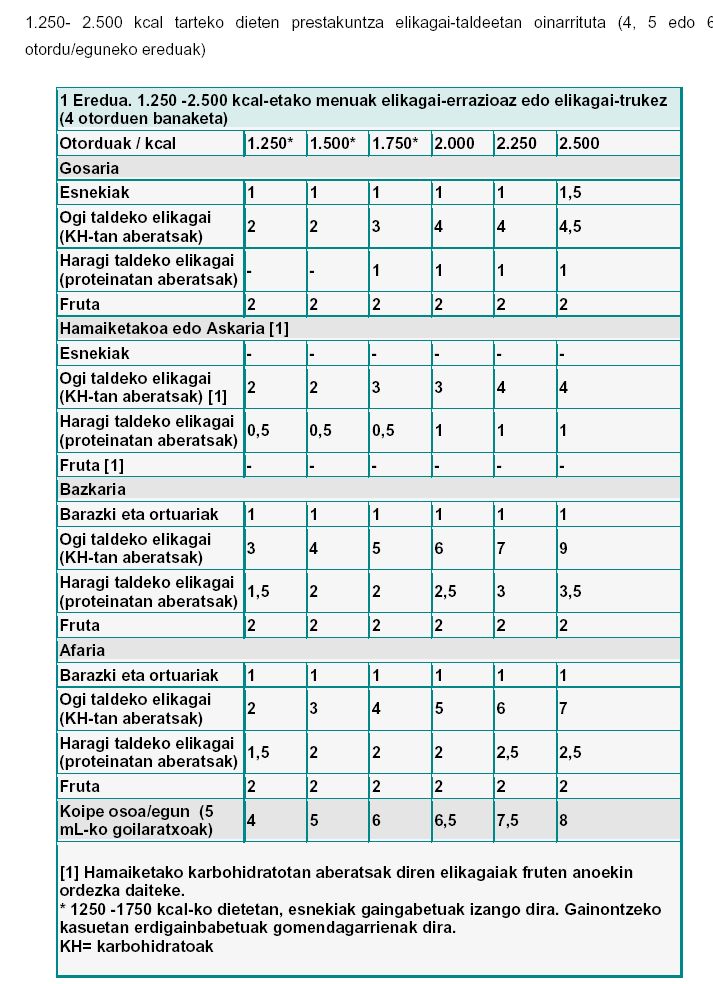 1.250- 2.500 kcal tarteko dieten prestakuntza elikagai-taldeetan oinarrituta (4, 5 edo 6
otordu/eguneko ereduak)
1 Eredua. 1.250 -2.500 kcal-etako menuak elikagai-errazioaz edo elikagai-trukez
(4 otorduen banaketa)
Otorduak / kcal 1.250* 1.500* 1.750* 2.000 2.250 2.500
Gosaria
Esnekiak 1 1 1 1 1 1,5
Ogi taldeko elikagai
(KH-tan aberatsak) 2 2 3 4 4 4,5
Haragi taldeko elikagai
(proteinatan aberatsak) - - 1 1 1 1
Fruta 2 2 2 2 2 2
Hamaiketakoa edo Askaria [1]
Esnekiak - - - - - -
Ogi taldeko elikagai
(KH-tan aberatsak) [1] 2 2 3 3 4 4
Haragi taldeko elikagai
(proteinatan aberatsak) 0,5 0,5 0,5 1 1 1
Fruta [1] - - - - - -
Bazkaria
Barazki eta ortuariak 1 1 1 1 1 1
Ogi taldeko elikagai
(KH-tan aberatsak) 3 4 5 6 7 9
Haragi taldeko elikagai
(proteinatan aberatsak) 1,5 2 2 2,5 3 3,5
Fruta 2 2 2 2 2 2
Afaria
Barazki eta ortuariak 1 1 1 1 1 1
Ogi taldeko elikagai
(KH-tan aberatsak) 2 3 4 5 6 7
Haragi taldeko elikagai
(proteinatan aberatsak) 1,5 2 2 2 2,5 2,5
Fruta 2 2 2 2 2 2
Koipe osoa/egun (5
mL-ko goilaratxoak) 4 5 6 6,5 7,5 8
[1] Hamaiketako karbohidratotan aberatsak diren elikagaiak fruten anoekin
ordezka daiteke.
* 1250 -1750 kcal-ko dietetan, esnekiak gaingabetuak izango dira. Gainontzeko
kasuetan erdigainbabetuak gomendagarrienak dira.
KH= karbohidratoak